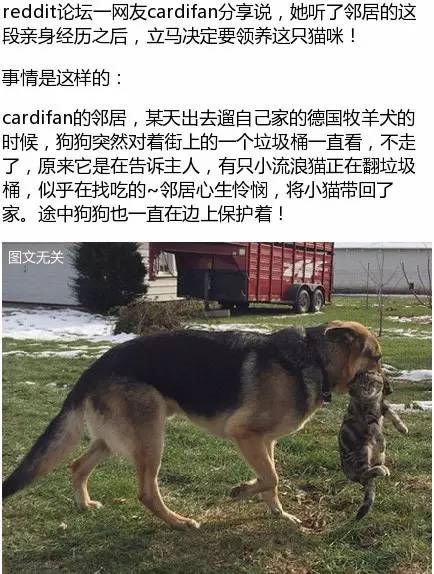 reddit论坛一网友cardifan分享说，她听了邻居的这
段亲身经历之后，立马决定要领养这只猫咪！
事情是这样的：
cardifan的邻居，某天出去遛自己家的德国牧羊犬的
时候，狗狗突然对着街上的一个垃圾桶一直看，不走
了，原来它是在告诉主人，有只小流浪猫正在翻垃圾
桶，似乎在找吃的~邻居心生怜悯，将小猫带回了
家。途中狗狗也一直在边上保护着！
图文无关